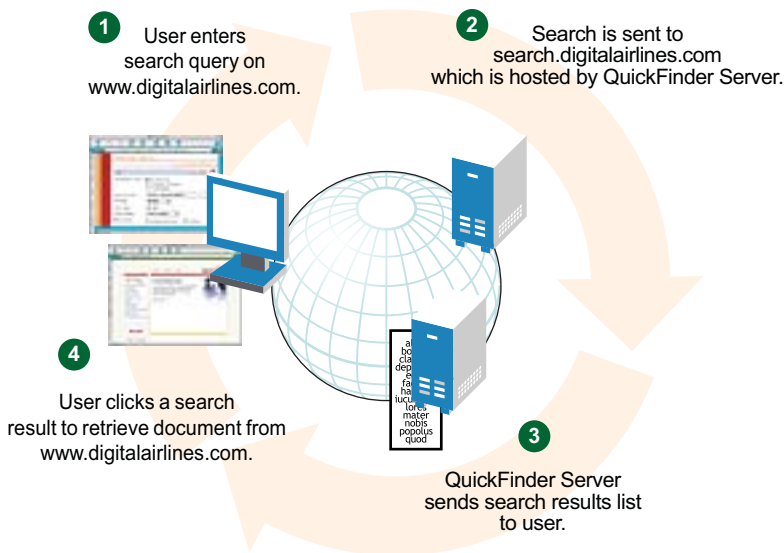 1
User enters
search query on
www.digitalairlines.com.
2
Search is sent to
search.digitalairlines.com
which is hosted by QuickFinder Server.
4
User clicks a search
result to retrieve document from
www.digitalairlines.com.
mater
nobis
popolus
quod
3
QuickFinder Server
sends search results list
to user.